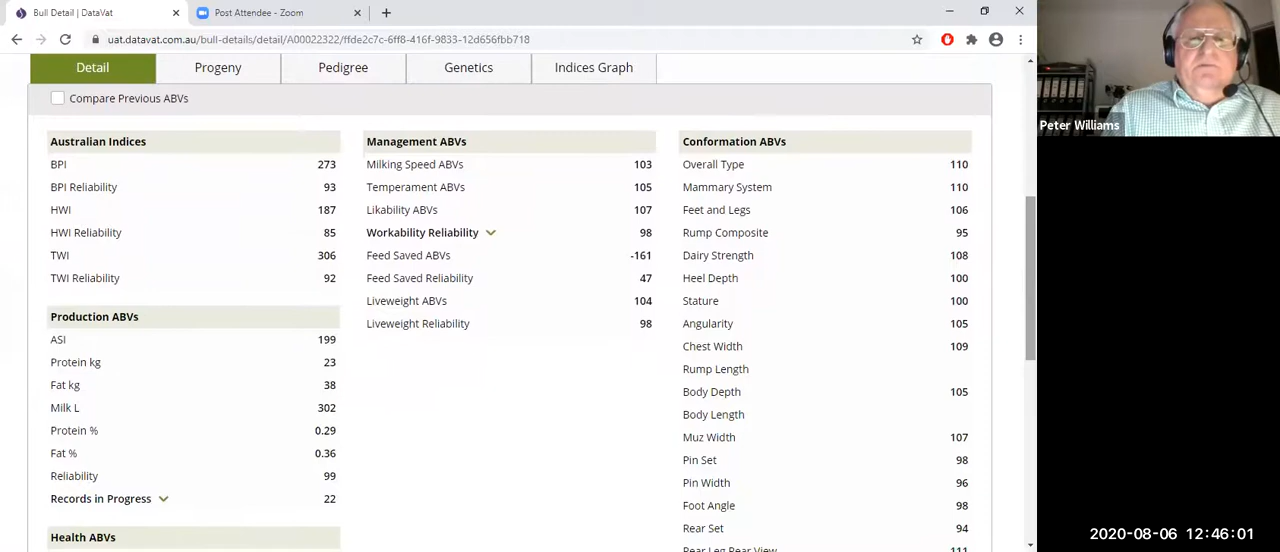 Bull Detail | DataVat
Post Attendee - Zoom
uat.datavat.com.au/bull-details/detail/A00022322/ffde2c7c-6ff8-416f-9833-12d656fbb718
Detail Progeny Pedigree Genetics Indices Graph
Compare Previous ABVs
Australian Indices
BPI 273
BPI Reliability 93
HWI 187
HWI Reliability 85
TWI 306
TWI Reliability 92
Production ABVs
ASI 199
Protein kg 23
Fat kg 38
Milk L 302
Protein % 0.29
Fat % 0.36
Reliability 99
Records in Progress 22
Health ABVs
Management ABVs
Milking Speed ABVs 103
Temperament ABVs 105
Likability ABVs 107
Workability Reliability 98
Feed Saved ABVs -161
Feed Saved Reliability 47
Liveweight ABVs 104
Liveweight Reliability 98
Conformation ABVs
Overall Type 110
Mammary System 110
Feet and Legs 106
Rump Composite 95
Dairy Strength 108
Heel Depth 100
Stature 100
Angularity 105
Chest Width 109
Rump Length
Body Depth 105
Body Length
Muz Width 107
Pin Set 98
Pin Width 96
Foot Angle 98
Rear Set 94
Rear Leg Rear View 111
Peter Williams
2020-08-06 12:46:01